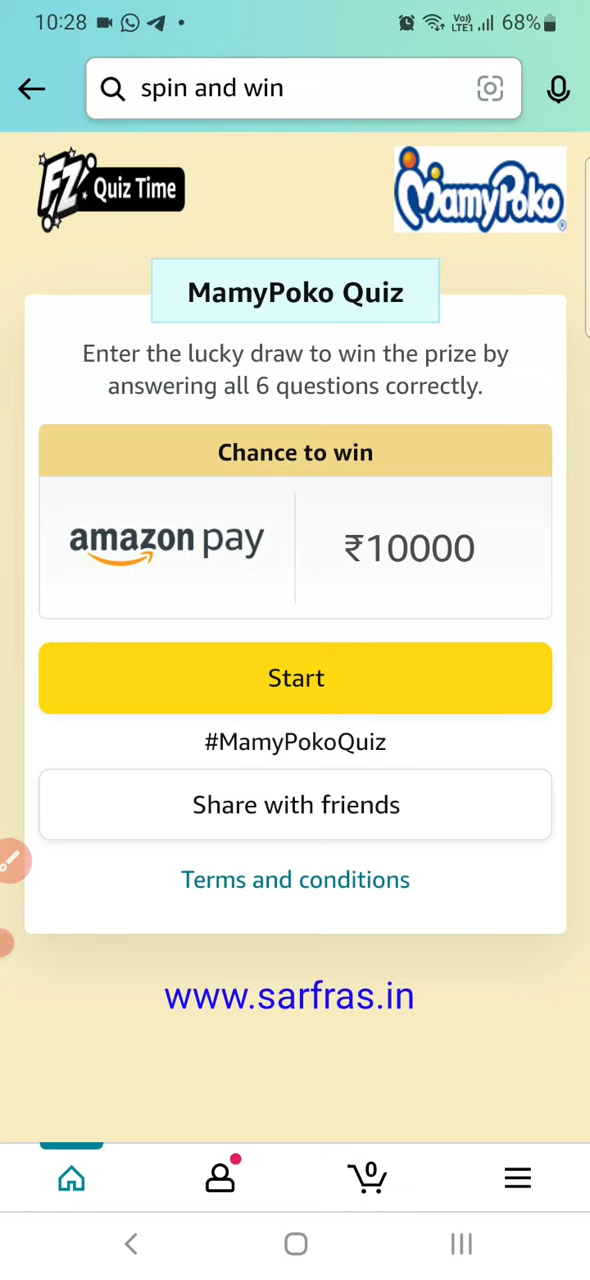 10:28
Vo)) LTE1 68%
spin and win
FZ Quiz Time
MamyPoko
MamyPoko Quiz
Enter the lucky draw to win the prize by
answering all 6 questions correctly.
Chance to win
amazon pay
₹10000
Start
#MamyPokoQuiz
Share with friends
Terms and conditions
www.sarfras.in
0